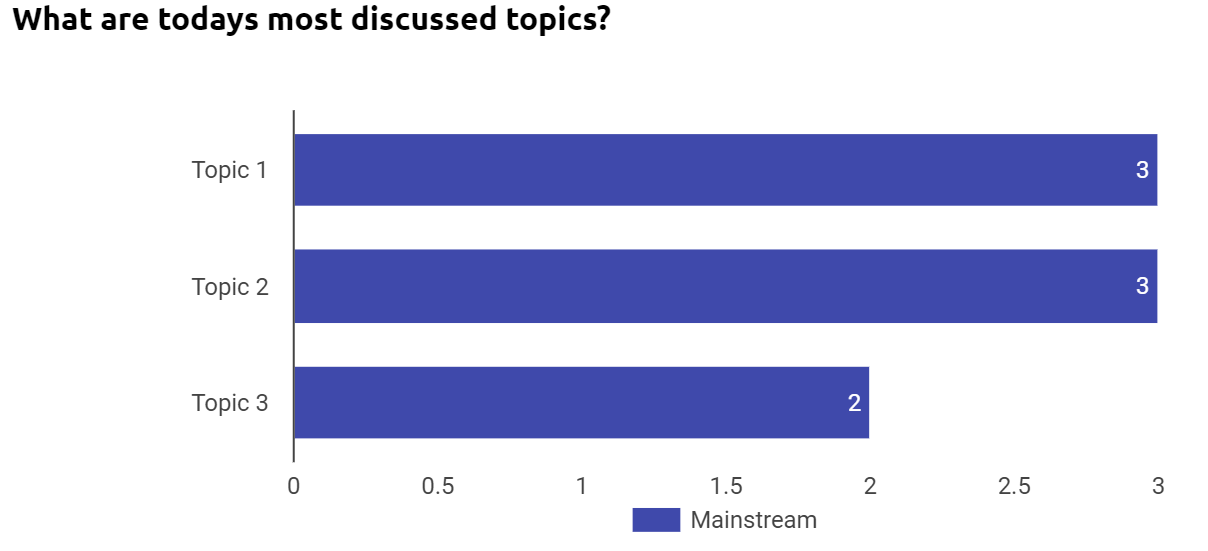 What are todays most discussed topics?
Topic 1
3
Topic 2
3
Topic 3
2
0 0.5 1 1.5 2 2.5 3
Mainstream